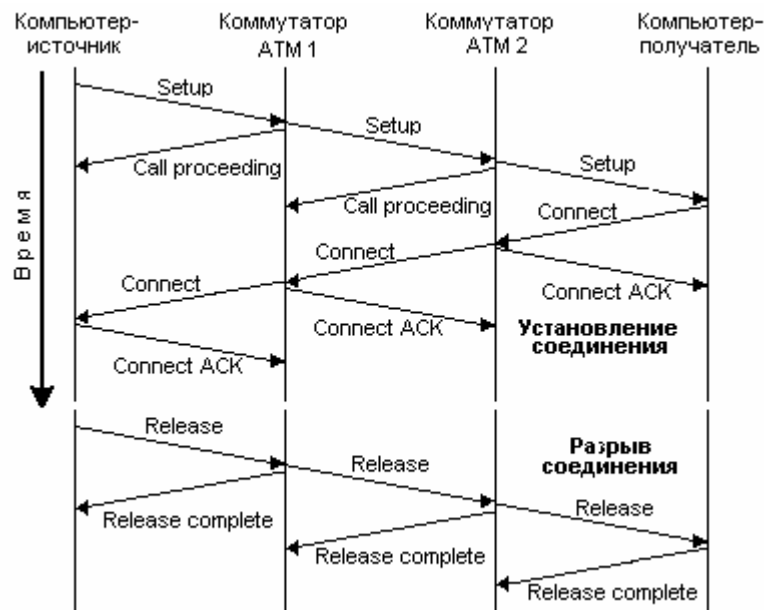 Компьютер-
источник
Коммутатор
АТМ 1
Коммутатор
АТМ 2
Компьютер-
получатель
Время
Setup
Setup
Call proceeding
Setup
Call proceeding
Connect
Connect
Connect
Connect ACK
Connect ACK
Установление
соединения
Connect ACK
Release
Разрыв
соединения
Release
Release
Release complete
Release complete
Release complete